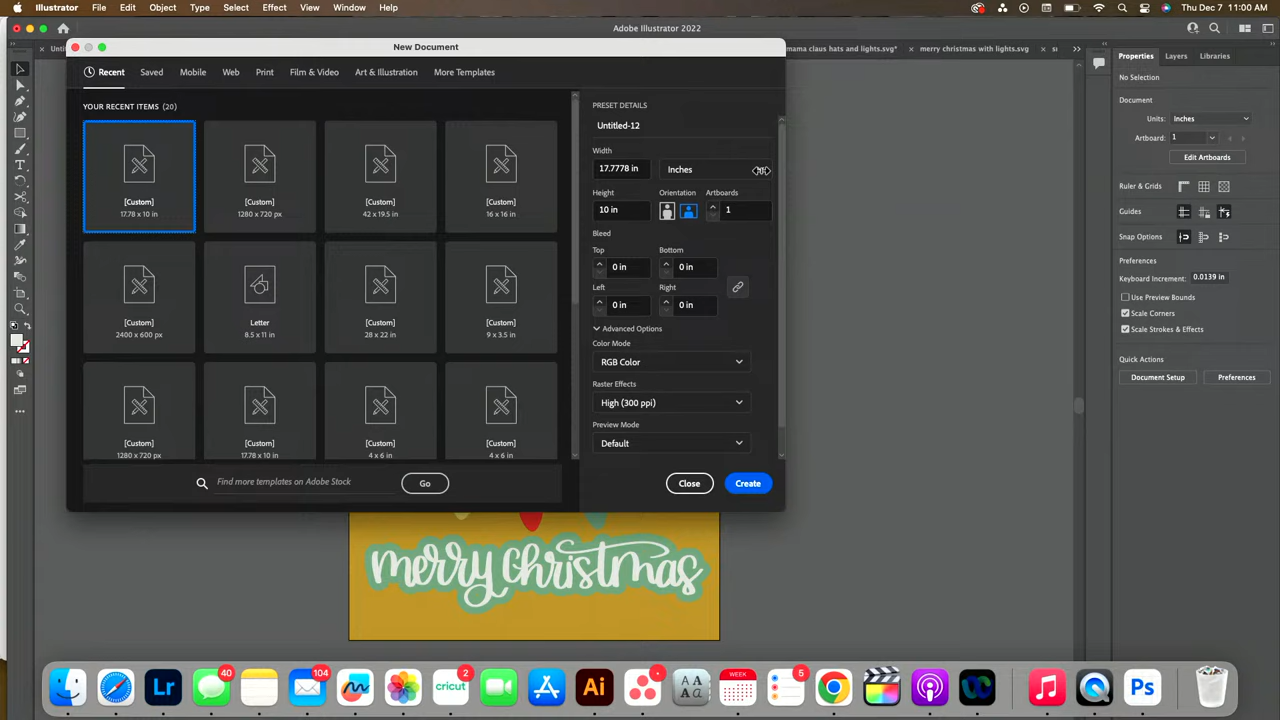 Illustrator File Edit Object Type Select Effect View Window Help
Thu Dec 7 11:00 AM
Adobe Illustrator 2022
New Document
mama claus hats and lights.svg*
merry christmas with lights.svg
Recent Saved Mobile Web Print Film & Video Art & Illustration More Templates
YOUR RECENT ITEMS (20)
[Custom]
17.78 x 10 in
[Custom]
1280 x 720 px
[Custom]
42 x 19.5 in
[Custom]
16 x 16 in
[Custom]
2400 x 600 px
Letter
8.5 x 11 in
[Custom]
28 x 22 in
[Custom]
9 x 3.5 in
[Custom]
1280 x 720 px
[Custom]
17.78 x 10 in
[Custom]
4 x 6 in
[Custom]
4 x 6 in
Find more templates on Adobe Stock
Go
PRESET DETAILS
Untitled-12
Width
17.7778 in
Inches
Height
Orientation
Artboards
10 in
1
Bleed
Top
Bottom
0 in
0 in
Left
Right
0 in
0 in
Advanced Options
Color Mode
RGB Color
Raster Effects
High (300 ppi)
Preview Mode
Default
Close
Create
Properties Layers Libraries
No Selection
Document
Units: Inches
Artboard: 1
Edit Artboards
Ruler & Grids
Guides
Snap Options
Preferences
Keyboard Increment: 0.0139 in
Use Preview Bounds
Scale Corners
Scale Strokes & Effects
Quick Actions
Document Setup
Preferences
merry christmas
Lr
40
104
2
cricut
Ai
AA
Aa
WEEK
5
Ps